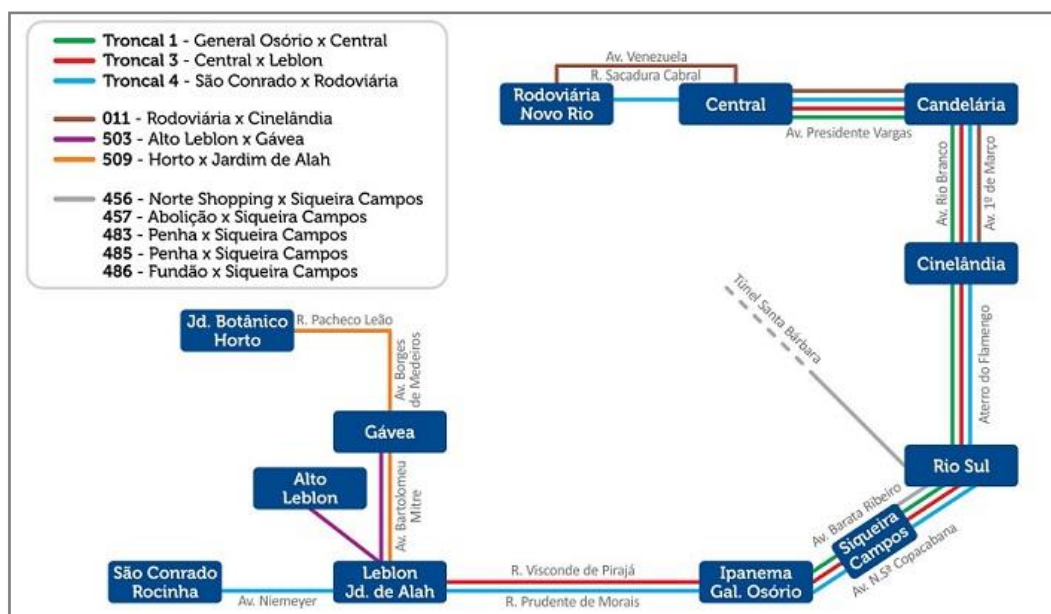 Troncal 1 - General Osório x Central
Troncal 3 - Central x Leblon
Troncal 4 - São Conrado x Rodoviária
011 - Rodoviária x Cinelândia
503 - Alto Leblon x Gávea
509 - Horto x Jardim de Alah
456 - Norte Shopping x Siqueira Campos
457 - Abolição x Siqueira Campos
483 - Penha x Siqueira Campos
485 - Penha x Siqueira Campos
486 - Fundão x Siqueira Campos
Av. Venezuela
R. Sacadura Cabral
Rodoviária
Novo Rio
Central
Candelária
Av. Presidente Vargas
Av. Rio Branco
Av. 1º de Março
Cinelândia
Túnel Santa Bárbara
Aterro do Flamengo
Jd. Botânico
Horto
R. Pacheco Leão
Av. Borges
de Medeiros
Gávea
Alto
Leblon
Av. Bartolomeu
Mitre
Rio Sul
Av. Barata Ribeiro
Siqueira
Campos
Av. N.Sª Copacabana
São Conrado
Rocinha
Av. Niemeyer
Leblon
Jd. de Alah
R. Visconde de Pirajá
R. Prudente de Morais
Ipanema
Gal. Osório